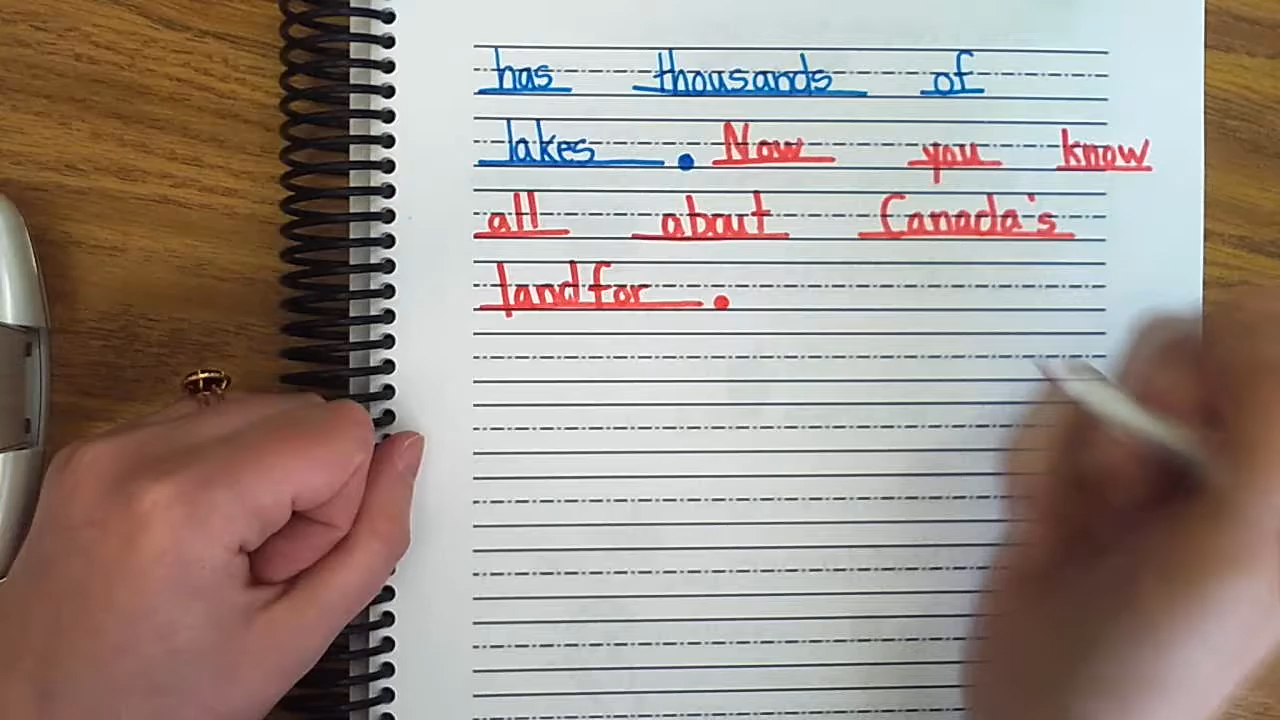 has thousands of
lakes. Now you know
all about Canada's
landfor.